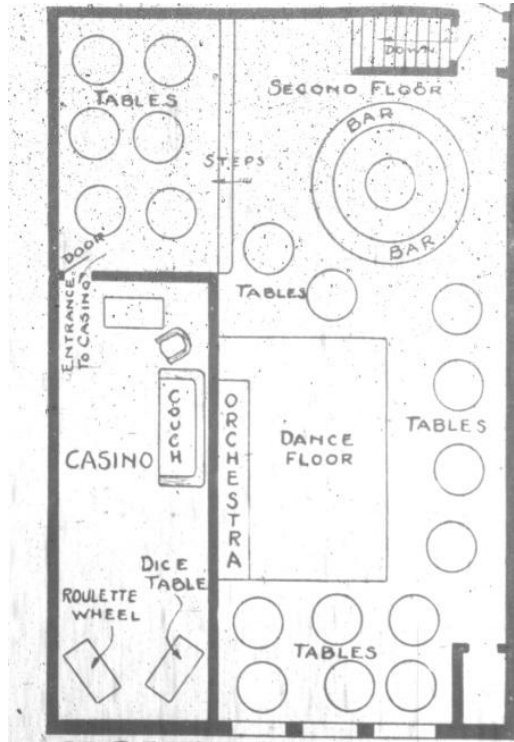 DOWN
SECOND FLOOR
TABLES
BAR
STEPS
BAR
DOOR
TABLES
ENTRANCE
TO CASINO
COUCH
ORCHESTRA
DANCE
FLOOR
TABLES
CASINO
DICE
TABLE
ROULETTE
WHEEL
TABLES